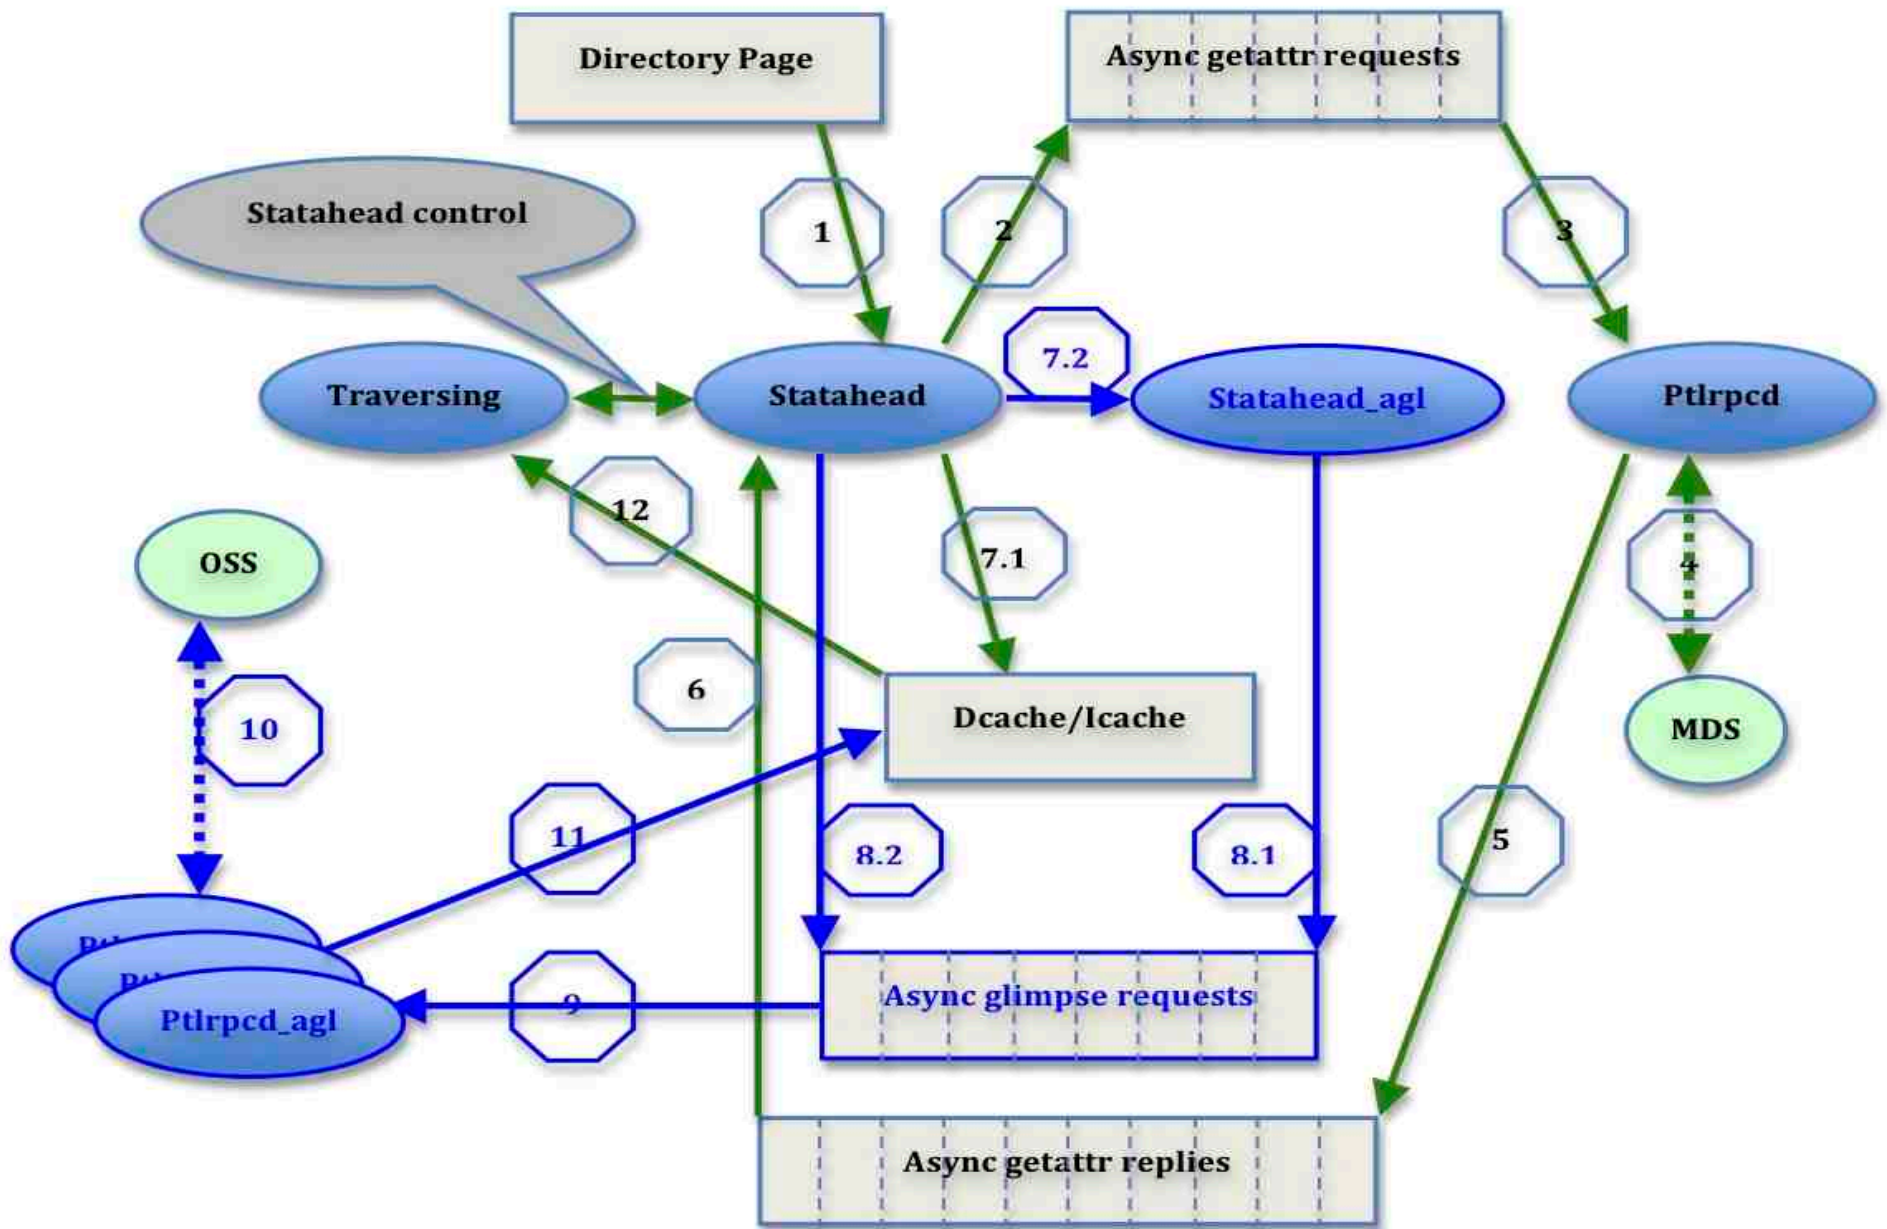 Directory Page
Async getattr requests
Statahead control
1
2
3
7.2
Traversing
Statahead
Statahead_agl
Ptlrpcd
12
OSS
7.1
4
6
Dcache/Icache
MDS
10
11
8.2
8.1
5
Async glimpse requests
9
Ptlrpcd_agl
Async getattr replies